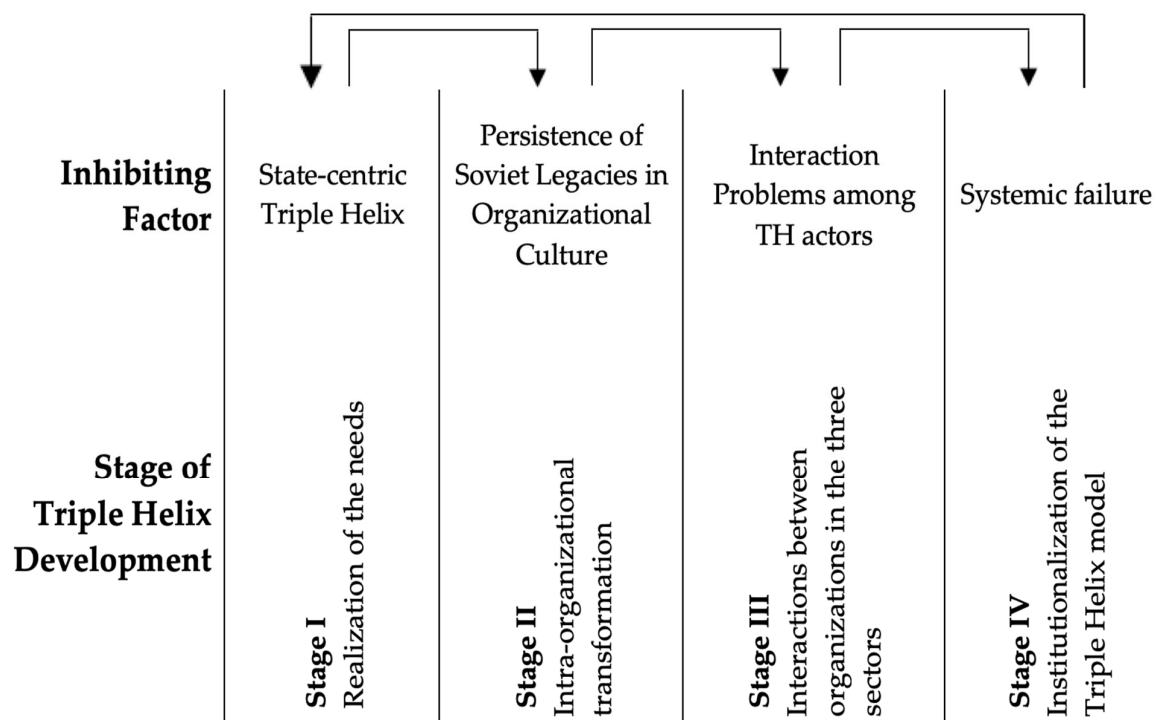 Inhibiting
Factor
State-centric
Triple Helix
Persistence of
Soviet Legacies in
Organizational
Culture
Interaction
Problems among
TH actors
Systemic failure
Stage of
Triple Helix
Development
Stage I
Realization of the needs
Stage II
Intra-organizational
transformation
Stage III
Interactions between
organizations in the three
sectors
Stage IV
Institutionalization of the
Triple Helix model